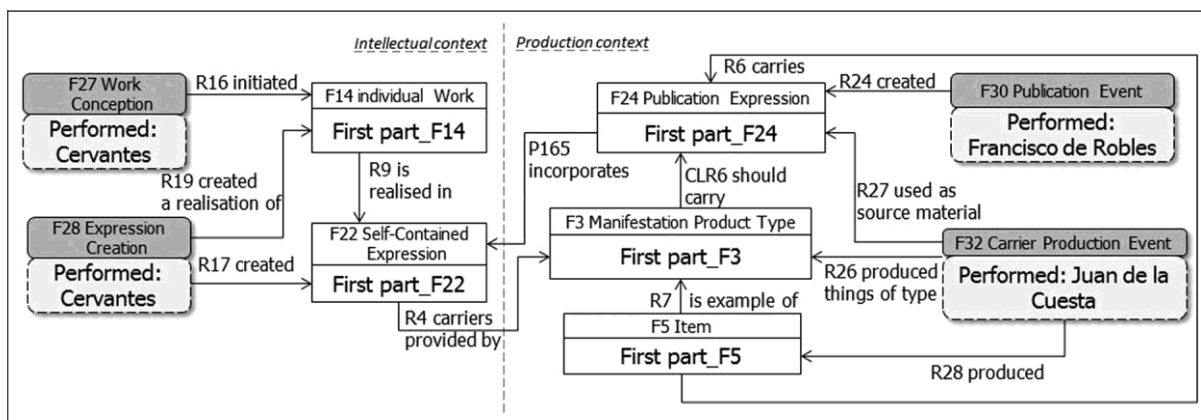 Intellectual context
Production context
F27 Work
Conception
Performed:
Cervantes
R16 initiated
F14 individual Work
First part_F14
R19 created
a realisation of
R9 is
realised in
F28 Expression
Creation
Performed:
Cervantes
R17 created
F22 Self-Contained
Expression
First part_F22
R4 carriers
provided by
R6 carries
F24 Publication Expression
First part_F24
R24 created
F30 Publication Event
Performed:
Francisco de Robles
P165
incorporates
CLR6 should
carry
R27 used as
source material
F3 Manifestation Product Type
First part_F3
F32 Carrier Production Event
Performed: Juan de la
Cuesta
R26 produced
things of type
R7 is example of
F5 Item
First part_F5
R28 produced